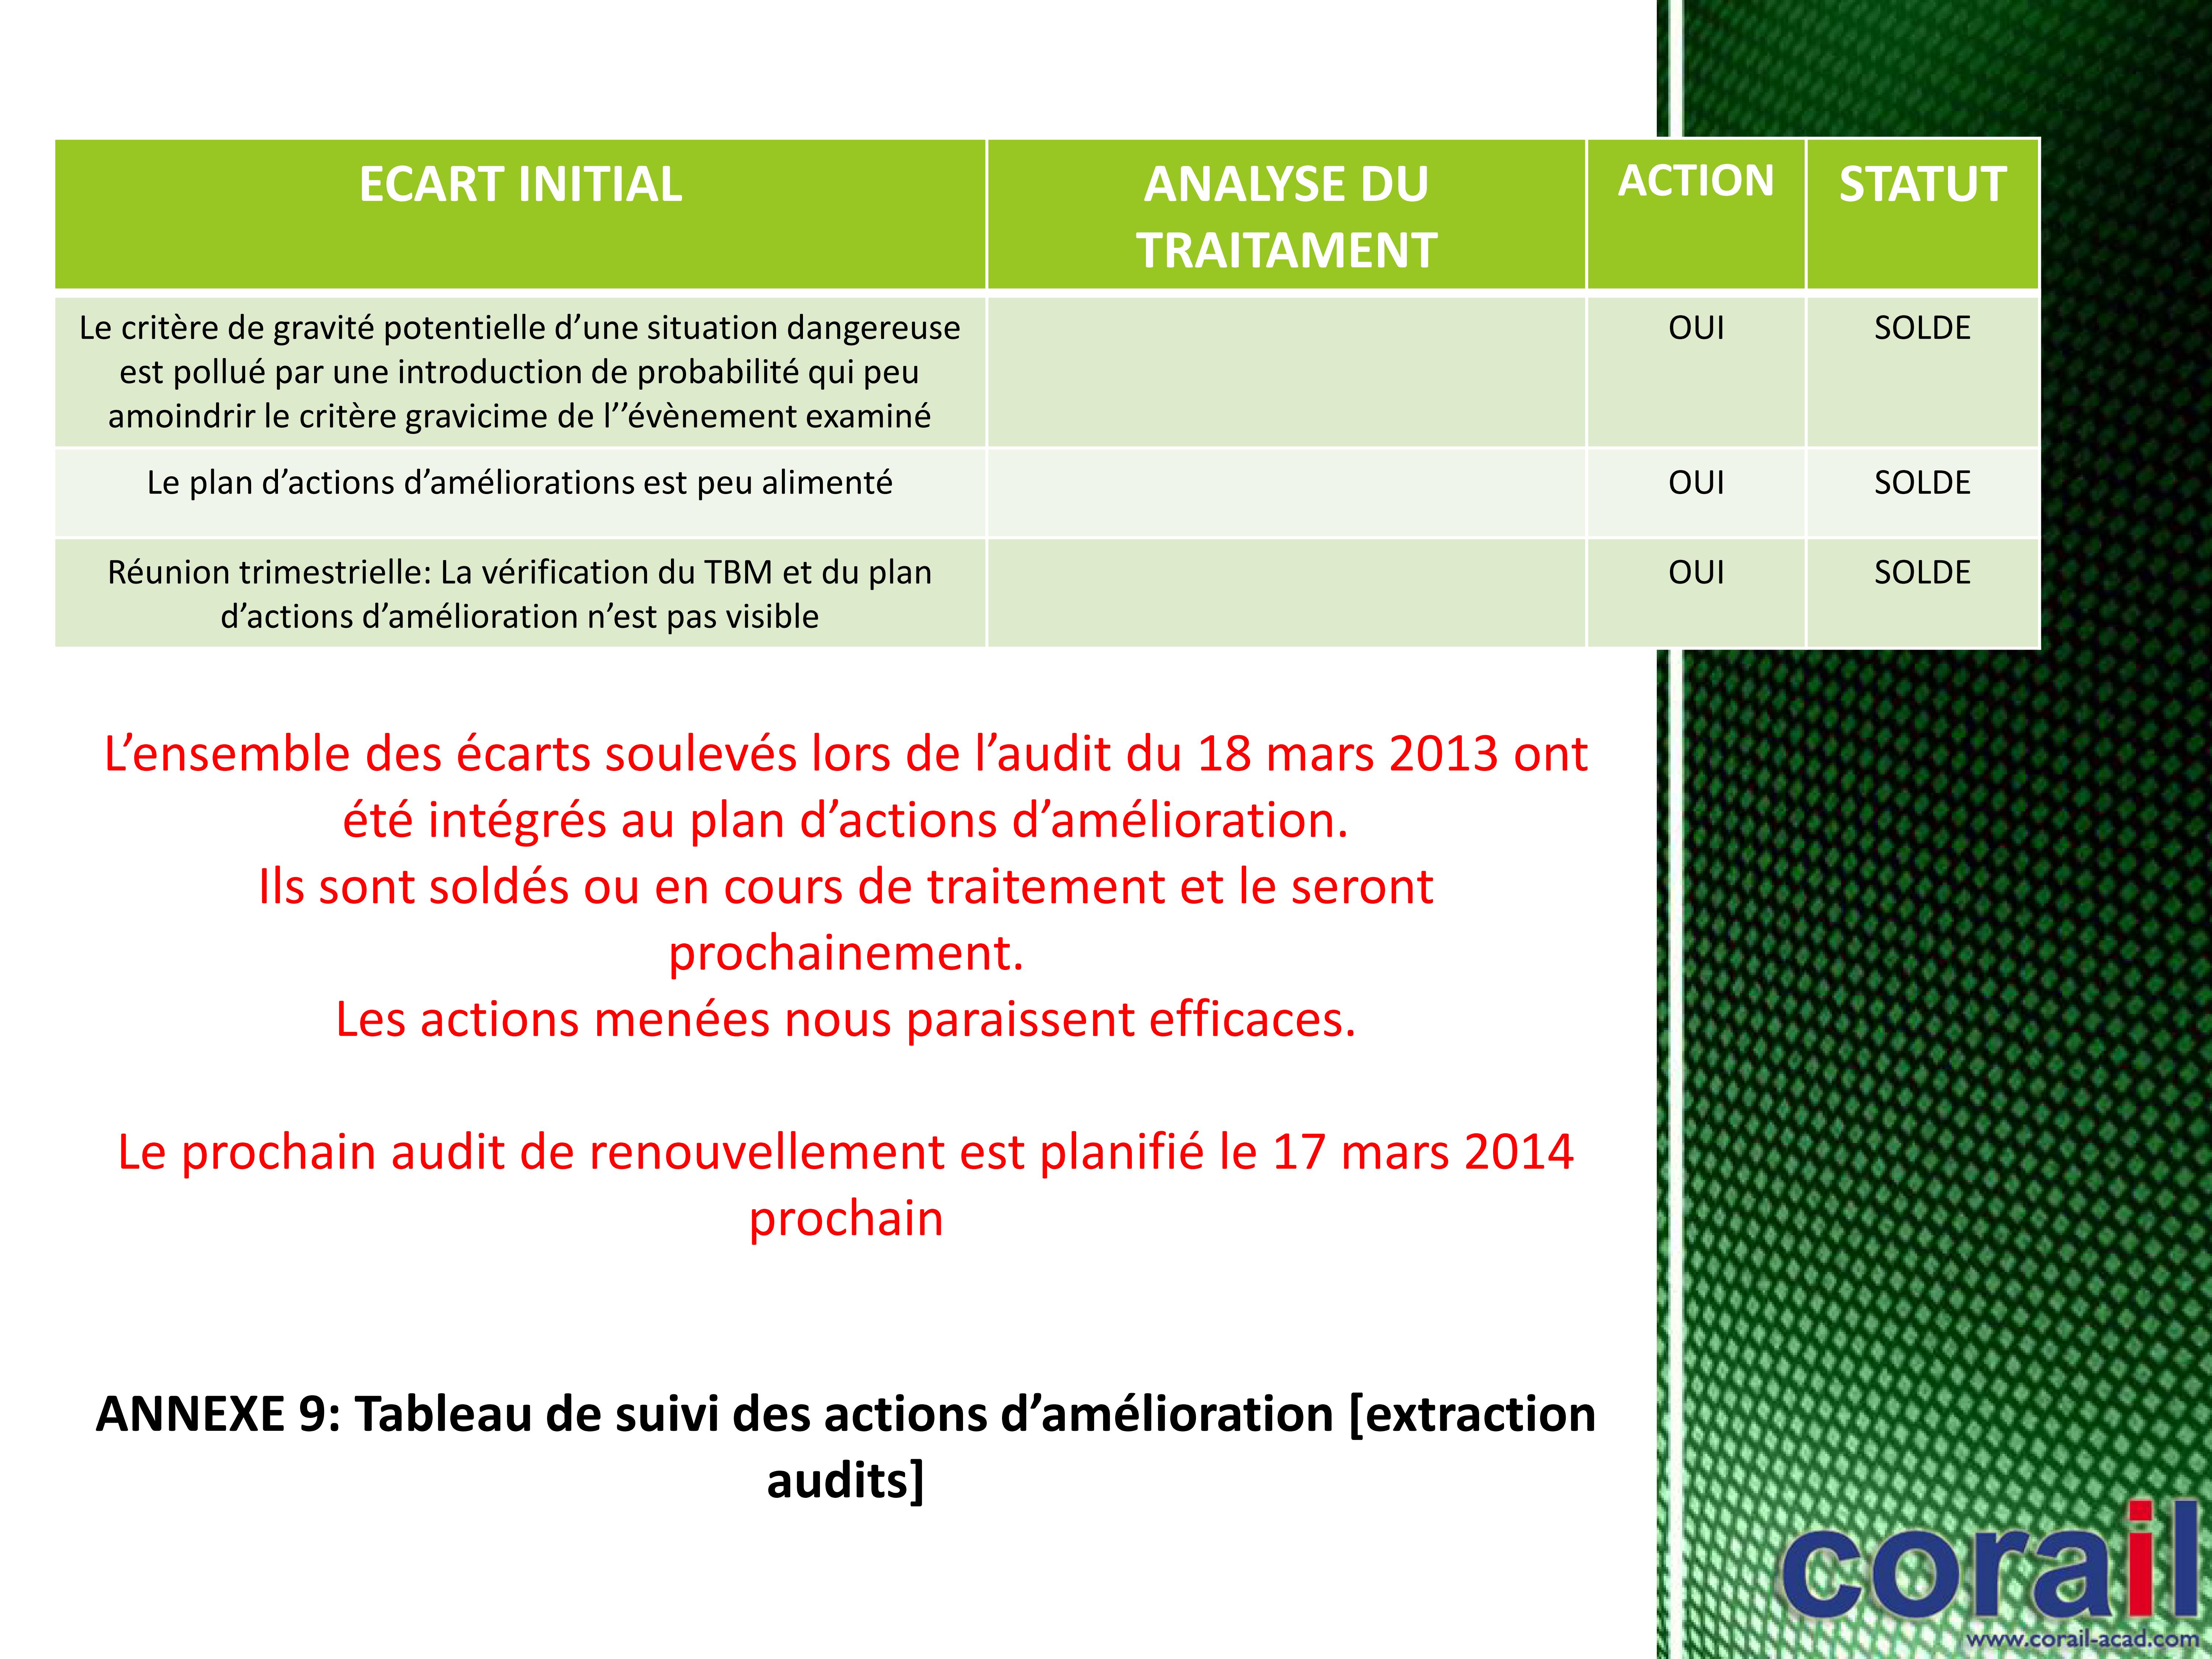 ECART INITIAL
ANALYSE DU
TRAITAMENT
ACTION
STATUT
Le critère de gravité potentielle d’une situation dangereuse
est pollué par une introduction de probabilité qui peu
amoindrir le critère gravicime de l’’évènement examiné
OUI
SOLDE
Le plan d’actions d’améliorations est peu alimenté
OUI
SOLDE
Réunion trimestrielle: La vérification du TBM et du plan
d’actions d’amélioration n’est pas visible
OUI
SOLDE
L’ensemble des écarts soulevés lors de l’audit du 18 mars 2013 ont
été intégrés au plan d’actions d’amélioration.
Ils sont soldés ou en cours de traitement et le seront
prochainement.
Les actions menées nous paraissent efficaces.
Le prochain audit de renouvellement est planifié le 17 mars 2014
prochain
ANNEXE 9: Tableau de suivi des actions d’amélioration [extraction
audits]
corail
www.corail-acad.com